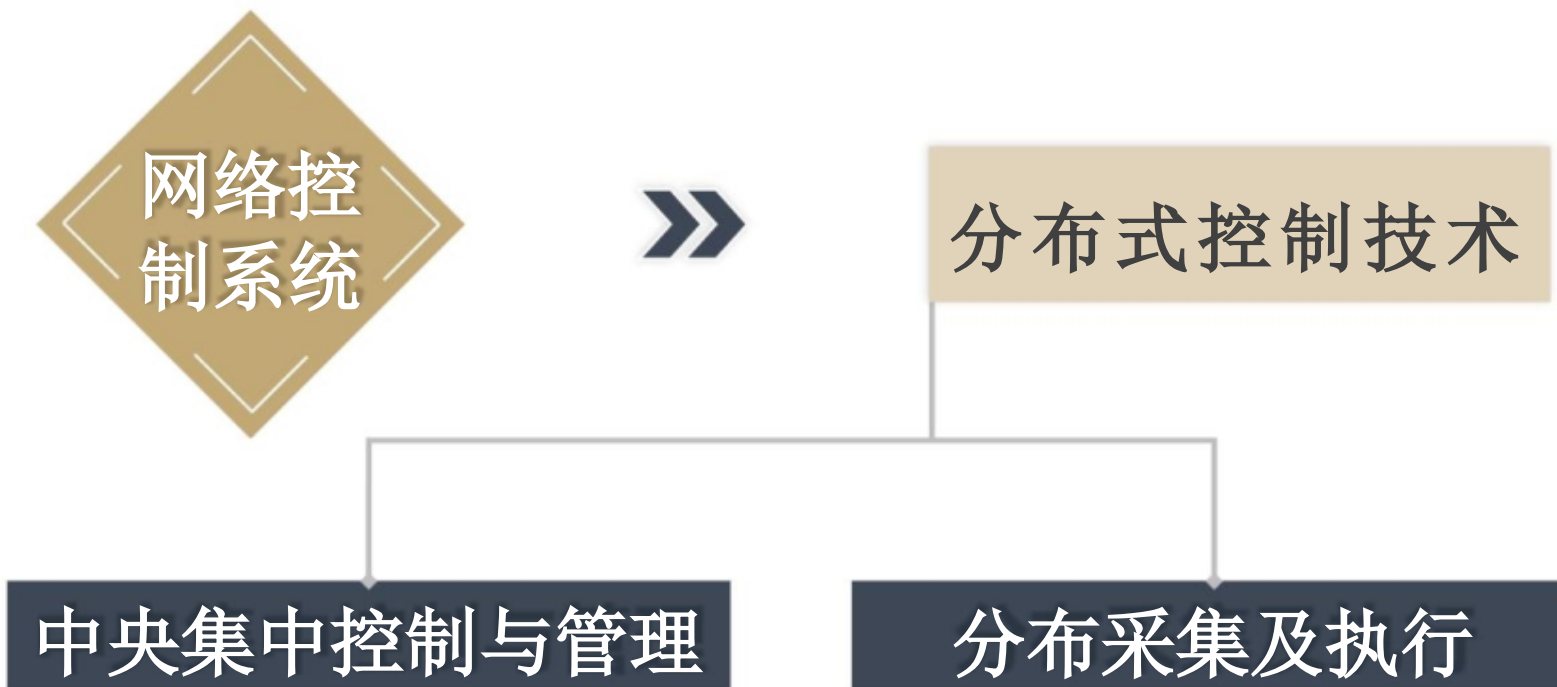 网络控
制系统
分布式控制技术
中央集中控制与管理
分布采集及执行